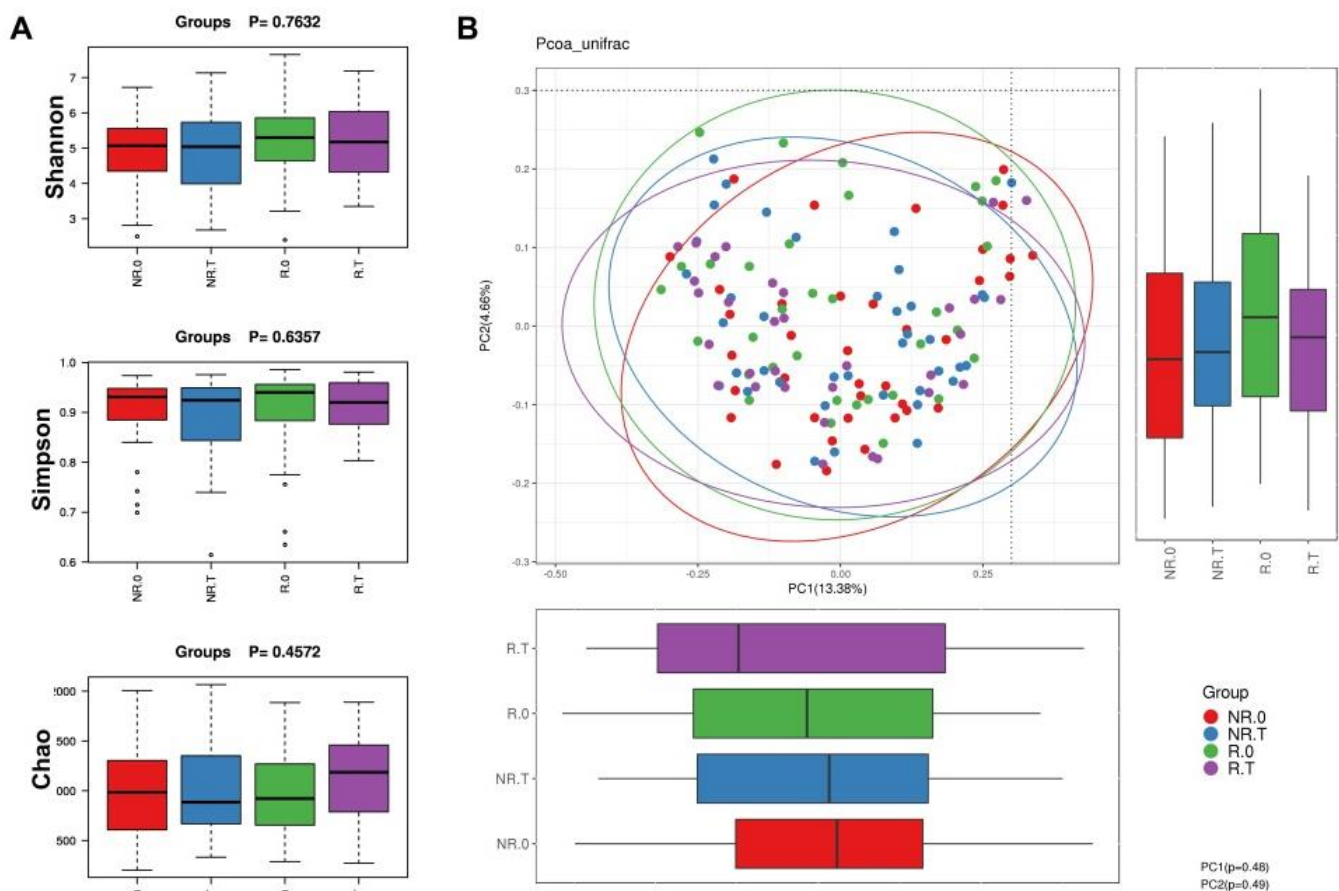 A
Groups P= 0.7632
Shannon
7
6
5
4
3
NR.0
NR.T
R.0
R.T
Groups P= 0.6357
Simpson
1.0
0.9
0.8
0.7
0.6
NR.0
NR.T
R.0
R.T
Groups P= 0.4572
Chao
000
500
000
500
B
Pcoa_unifrac
PC2(4.66%)
0.3
0.2
0.1
0.0
-0.1
-0.2
-0.3
-0.50
-0.25
0.00
0.25
PC1(13.38%)
NR.0
NR.T
R.0
R.T
R.T
R.0
NR.T
NR.0
Group
NR.0
NR.T
R.0
R.T
PC1(p=0.48)
PC2(p=0.49)